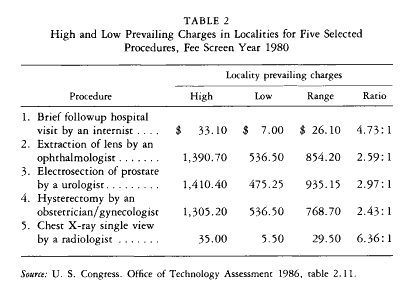 TABLE 2
High and Low Prevailing Charges in Localities for Five Selected
Procedures, Fee Screen Year 1980
Locality prevailing charges
Procedure High Low Range Ratio
1. Brief followup hospital
visit by an internist .... $ 33.10 $ 7.00 $ 26.10 4.73:1
2. Extraction of lens by an
ophthalmologist ....... 1,390.70 536.50 854.20 2.59:1
3. Electrosection of prostate
by a urologist......... 1,410.40 475.25 935.15 2.97:1
4. Hysterectomy by an
obstetrician/gynecologist 1,305.20 536.50 768.70 2.43:1
5. Chest X-ray single view
by a radiologist ....... 35.00 5.50 29.50 6.36:1
Source: U. S. Congress. Office of Technology Assessment 1986, table 2.11.